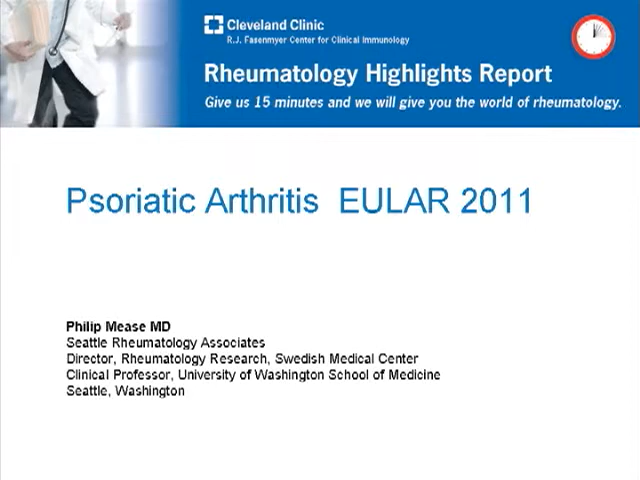 Cleveland Clinic
R.J. Fasenmyer Center for Clinical Immunology
Rheumatology Highlights Report
Give us 15 minutes and we will give you the world of rheumatology.
Psoriatic Arthritis EULAR 2011
Philip Mease MD
Seattle Rheumatology Associates
Director, Rheumatology Research, Swedish Medical Center
Clinical Professor, University of Washington School of Medicine
Seattle, Washington